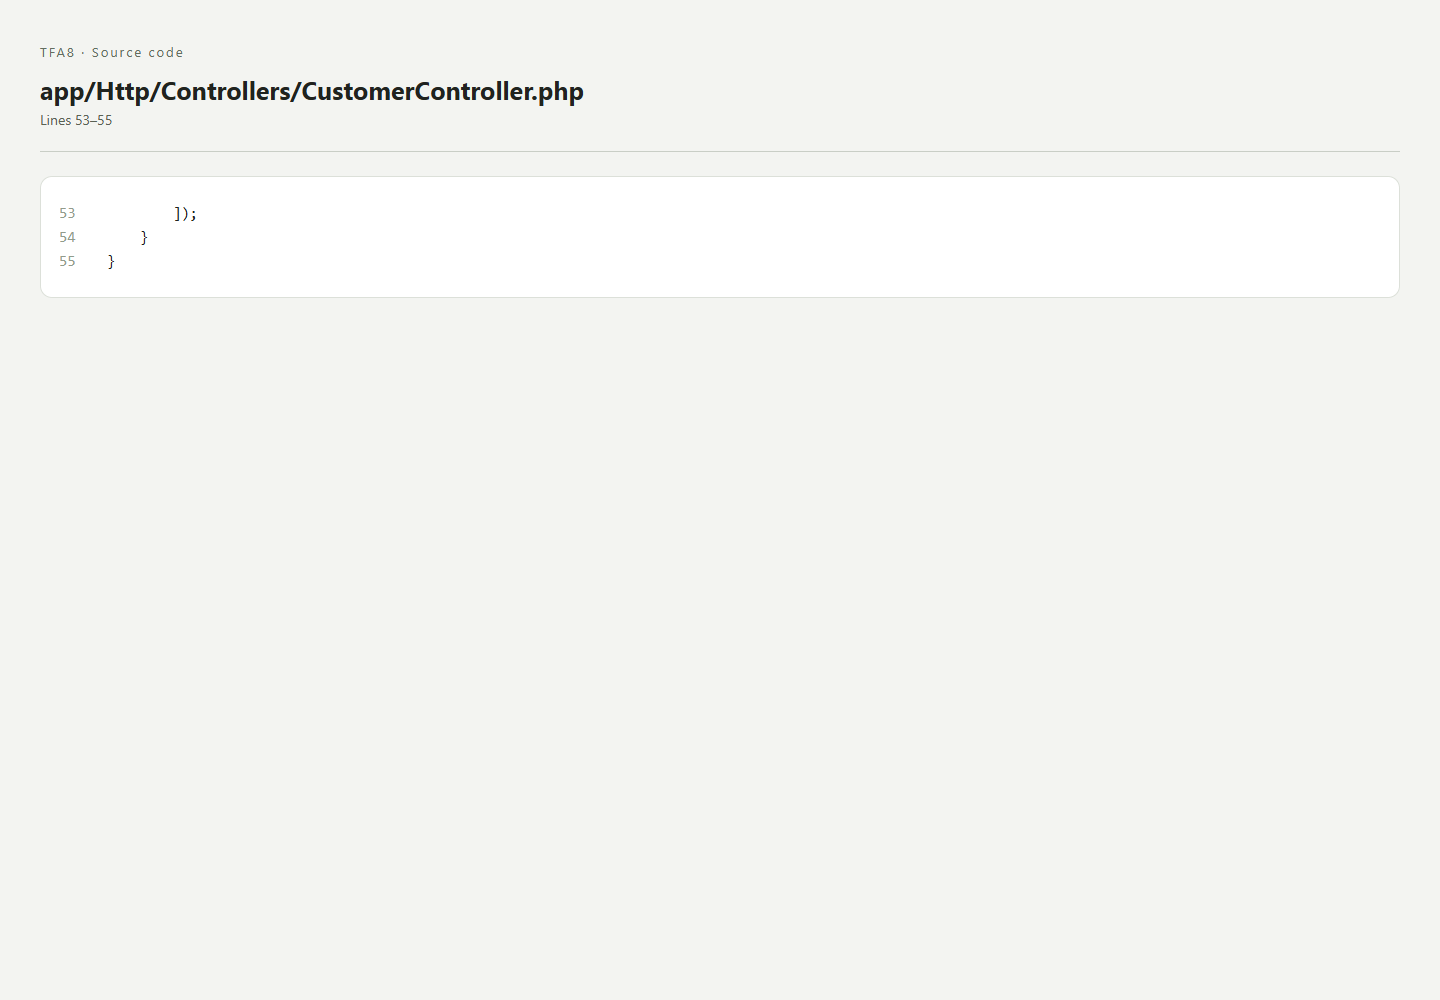 TFA8 · Source code
app/Http/Controllers/CustomerController.php
Lines 53–55
53        ]);
54    }
55 }